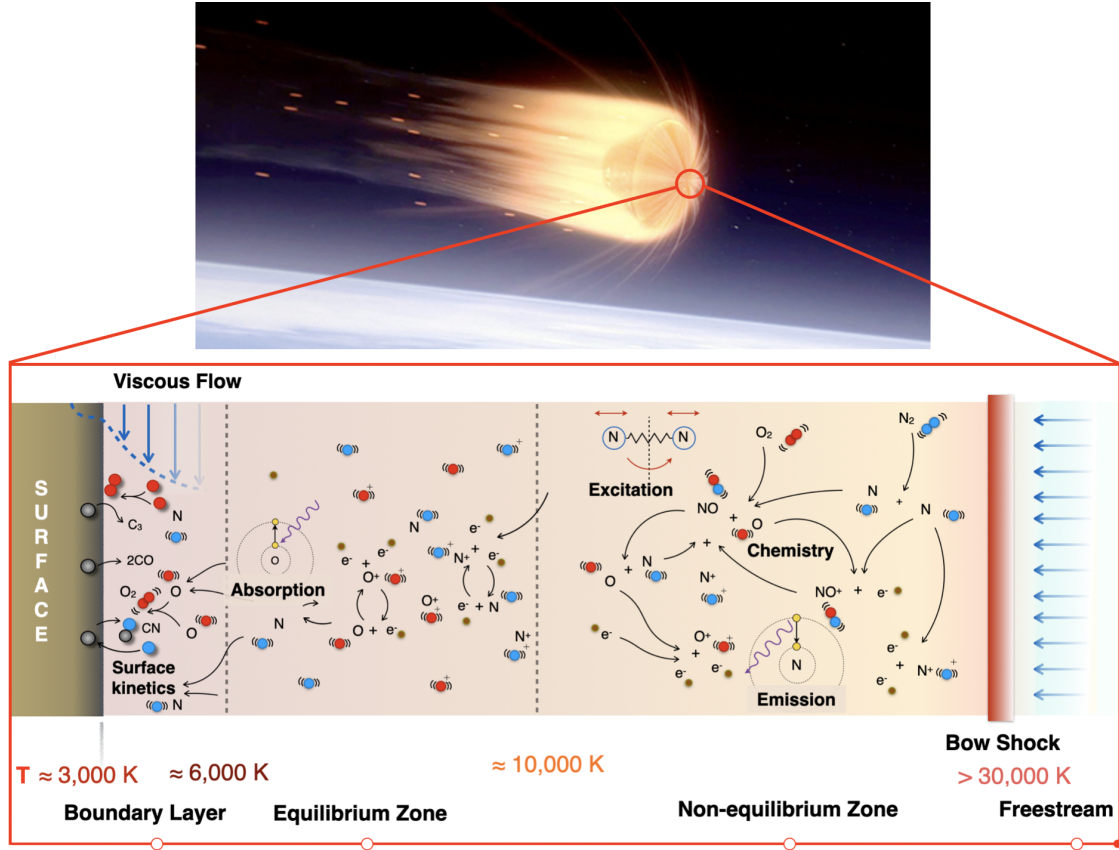 Viscous Flow
SURFACE
C₃
N
2CO
O₂
O
CN
O
Surface
kinetics
N
O
Absorption
N
e⁻
+
e⁻
O⁺
O + e⁻
N
e⁻
+
N⁺
e⁻
e⁻ + N
O⁺
N⁺
N
N
Excitation
O₂
N₂
NO
+
O
Chemistry
+
N
+
N
O
+
N
N⁺
NO⁺ + e⁻
e⁻
O⁺
+
e⁻
e⁻
N
Emission
e⁻
+
N⁺
e⁻
Bow Shock
T ≈ 3,000 K
≈ 6,000 K
≈ 10,000 K
> 30,000 K
Boundary Layer
Equilibrium Zone
Non-equilibrium Zone
Freestream